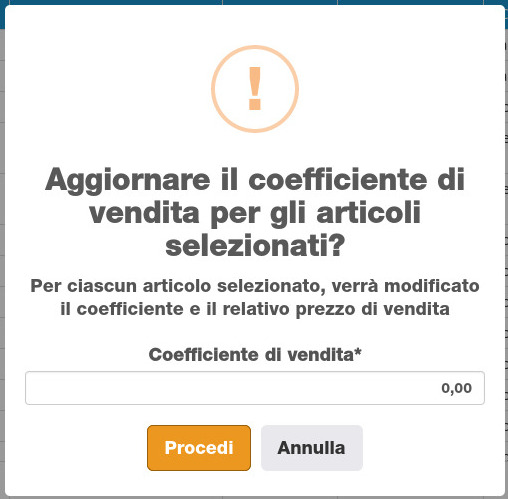 !
Aggiornare il coefficiente di
vendita per gli articoli
selezionati?
Per ciascun articolo selezionato, verrà modificato
il coefficiente e il relativo prezzo di vendita
Coefficiente di vendita*
0,00
Procedi
Annulla